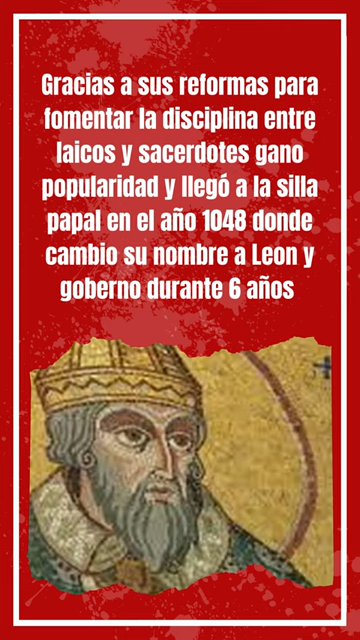 Gracias a sus reformas para
fomentar la disciplina entre
laicos y sacerdotes gano
popularidad y llegó a la silla
papal en el año 1048 donde
cambio su nombre a Leon y
goberno durante 6 años